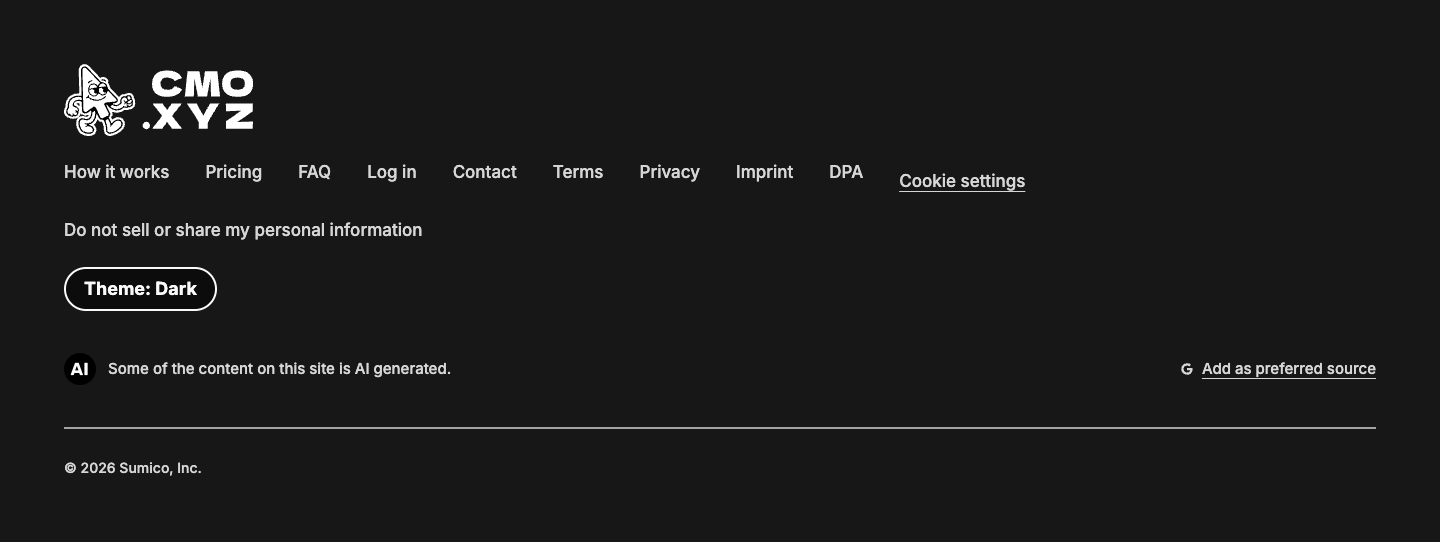 CMO
.XYZ
How it works Pricing FAQ Log in Contact Terms Privacy Imprint DPA Cookie settings
Do not sell or share my personal information
Theme: Dark
AI Some of the content on this site is AI generated.
G Add as preferred source
© 2026 Sumico, Inc.